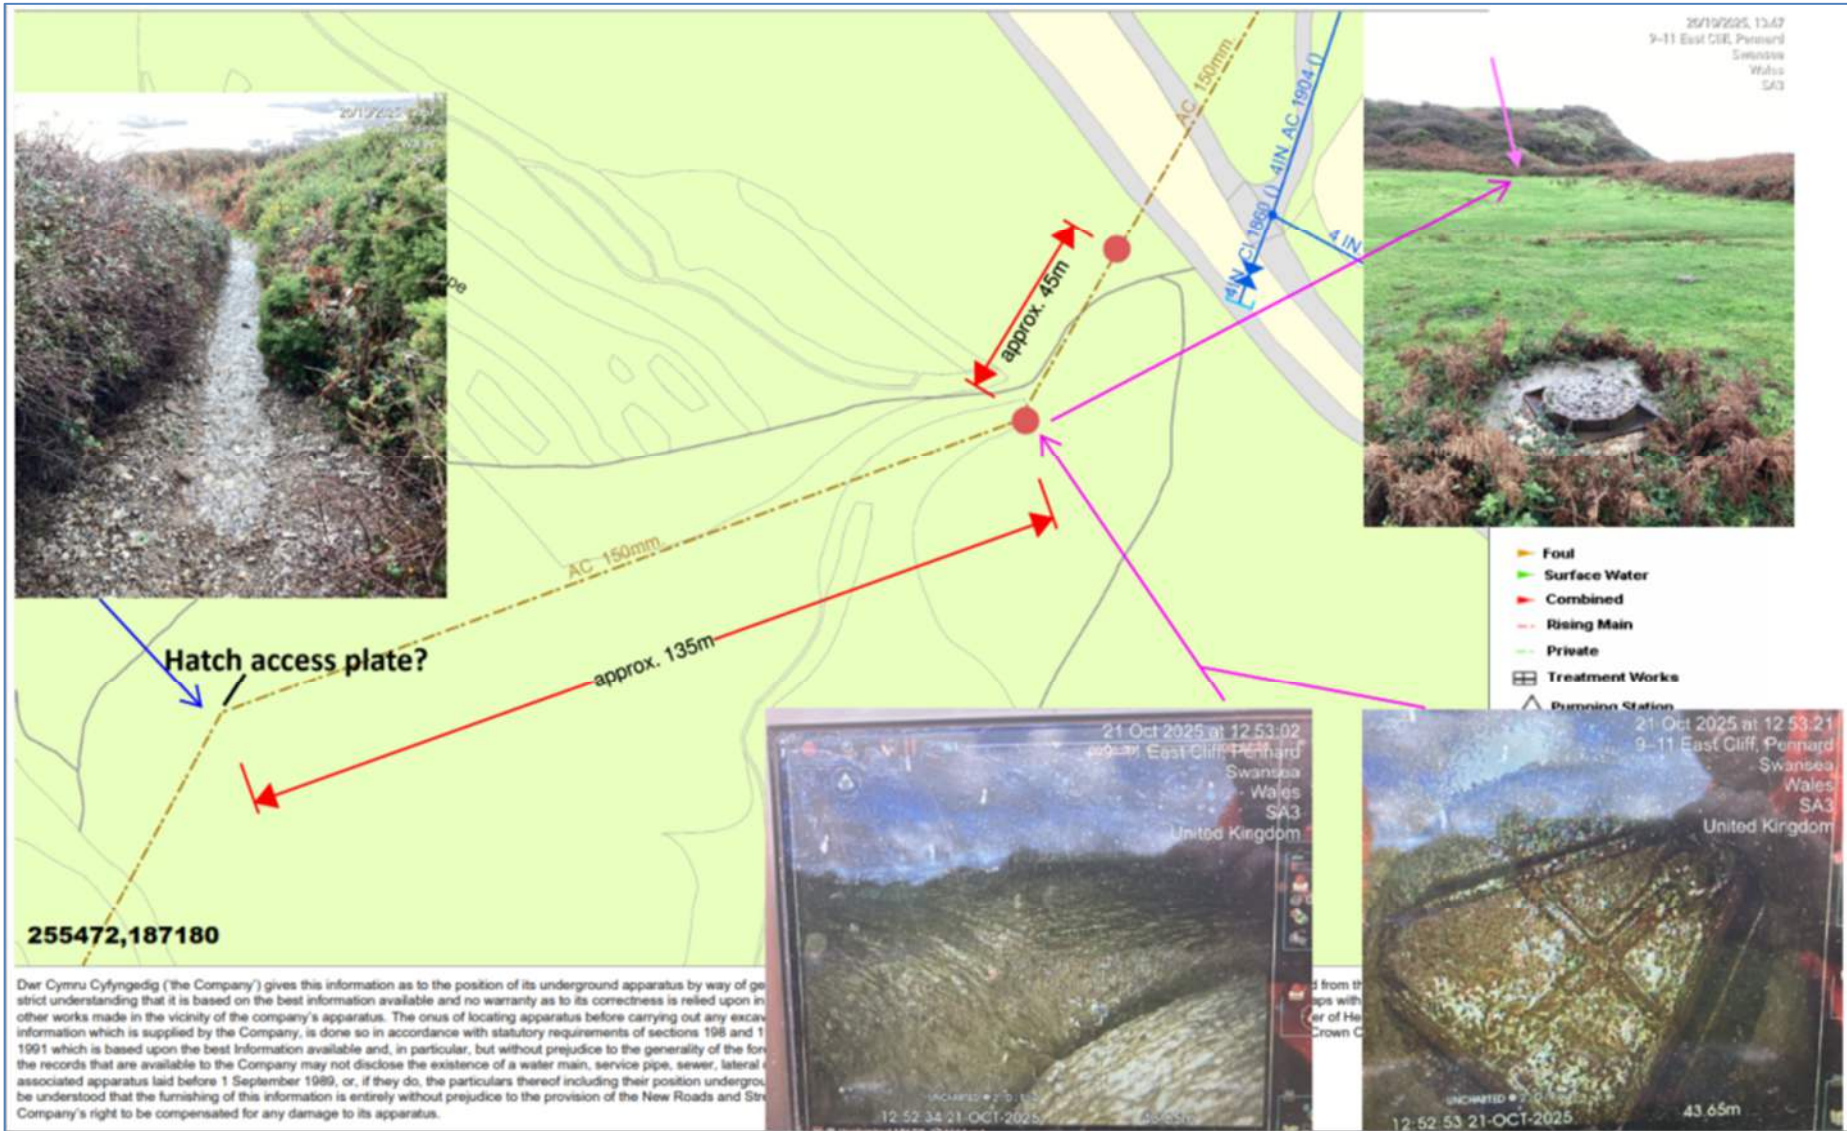 20/10/2025, 13:47
9-11 East Cliff, Pennard
Swansea
Wales
SA3
AC 150mm.
4IN AC 1904 ()
4IN CI 1860 ()
4 IN
approx. 45m
AC 150mm.
approx. 135m
Hatch access plate?
255472,187180
Foul
Surface Water
Combined
Rising Main
Private
Treatment Works
Pumping Station
21 Oct 2025 at 12:53:02
East Cliff, Pennard
Swansea
Wales
SA3
United Kingdom
UNCHARTED
12:52:34 21-OCT-2025
21 Oct 2025 at 12:53:21
9-11 East Cliff, Pennard
Swansea
Wales
SA3
United Kingdom
UNCHARTED
12:52:53 21-OCT-2025
43.65m
Dwr Cymru Cyfyngedig ('the Company') gives this information as to the position of its underground apparatus by way of ge
strict understanding that it is based on the best information available and no warranty as to its correctness is relied upon in
other works made in the vicinity of the company's apparatus. The onus of locating apparatus before carrying out any excav
information which is supplied by the Company, is done so in accordance with statutory requirements of sections 198 and 1
1991 which is based upon the best Information available and, in particular, but without prejudice to the generality of the for
the records that are available to the Company may not disclose the existence of a water main, service pipe, sewer, lateral
associated apparatus laid before 1 September 1989, or, if they do, the particulars thereof including their position undergrou
be understood that the furnishing of this information is entirely without prejudice to the provision of the New Roads and Stre
Company's right to be compensated for any damage to its apparatus.